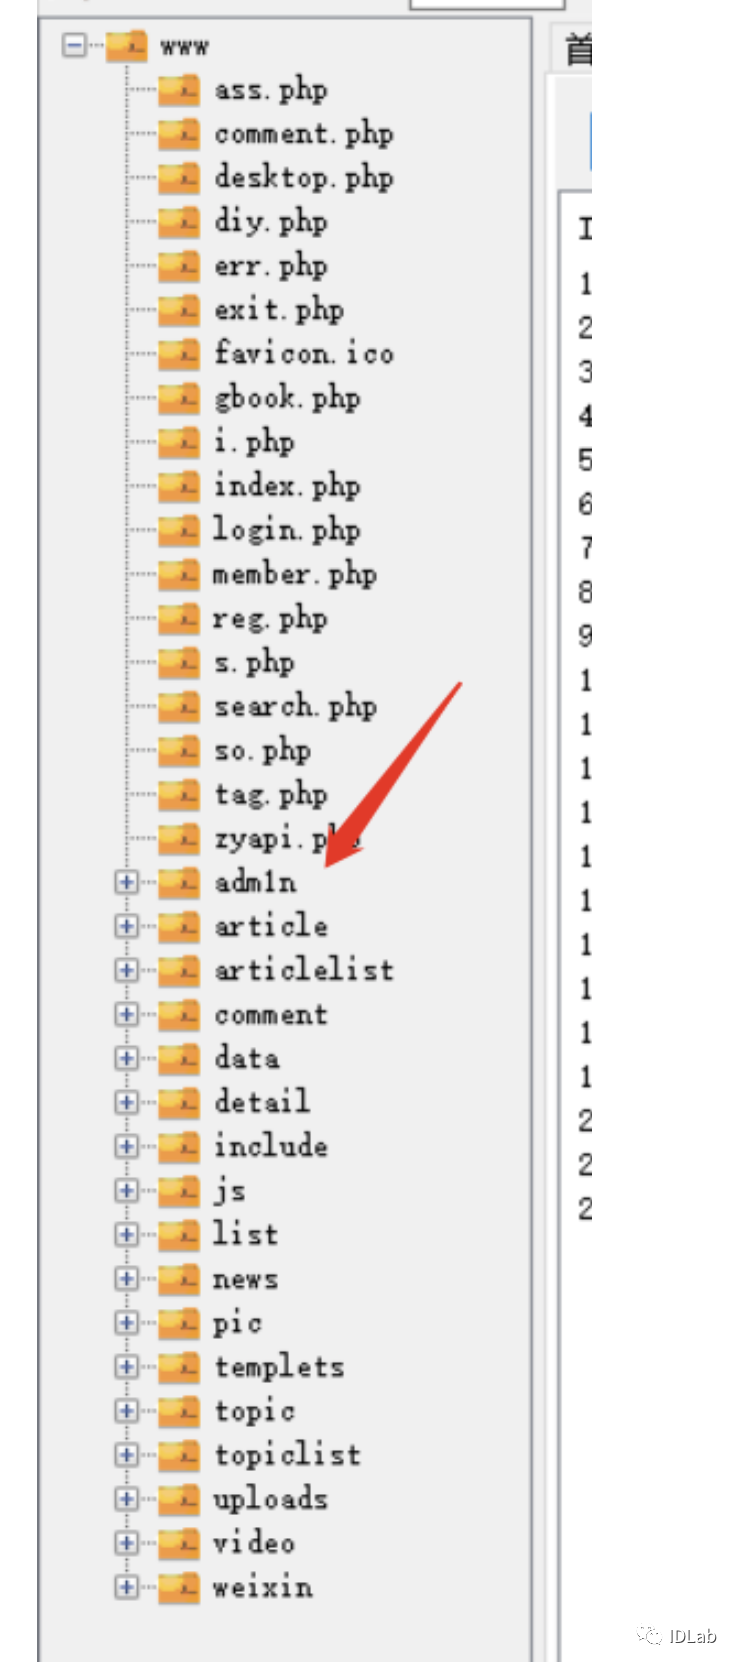 www
ass.php
comment.php
desktop.php
diy.php
err.php
exit.php
favicon.ico
gbook.php
i.php
index.php
login.php
member.php
reg.php
s.php
search.php
so.php
tag.php
zyapi.php
adm1n
article
articlelist
comment
data
detail
include
js
list
news
pic
templets
topic
topiclist
uploads
video
weixin
首
I
1
2
3
4
5
6
7
8
9
1
1
1
1
1
1
1
1
1
1
2
2
2
IDLab